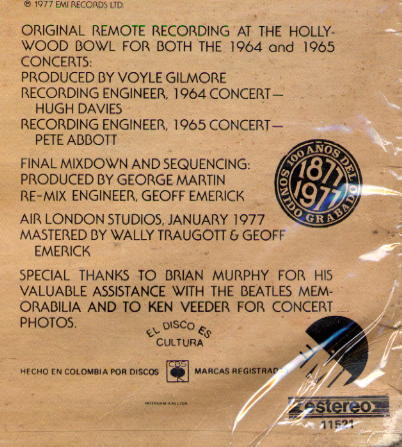 ℗ 1977 EMI RECORDS LTD.
ORIGINAL REMOTE RECORDING AT THE HOLLY-
WOOD BOWL FOR BOTH THE 1964 and 1965
CONCERTS:
PRODUCED BY VOYLE GILMORE
RECORDING ENGINEER, 1964 CONCERT—
HUGH DAVIES
RECORDING ENGINEER, 1965 CONCERT—
PETE ABBOTT
FINAL MIXDOWN AND SEQUENCING:
PRODUCED BY GEORGE MARTIN
RE-MIX ENGINEER, GEOFF EMERICK
100 AÑOS DEL
1877
1977
SONIDO GRABADO
AIR LONDON STUDIOS, JANUARY 1977
MASTERED BY WALLY TRAUGOTT & GEOFF
EMERICK
SPECIAL THANKS TO BRIAN MURPHY FOR HIS
VALUABLE ASSISTANCE WITH THE BEATLES MEM-
ORABILIA AND TO KEN VEEDER FOR CONCERT
PHOTOS.
EL DISCO ES
CULTURA
HECHO EN COLOMBIA POR DISCOS CBS MARCAS REGISTRAD
estereo
11521